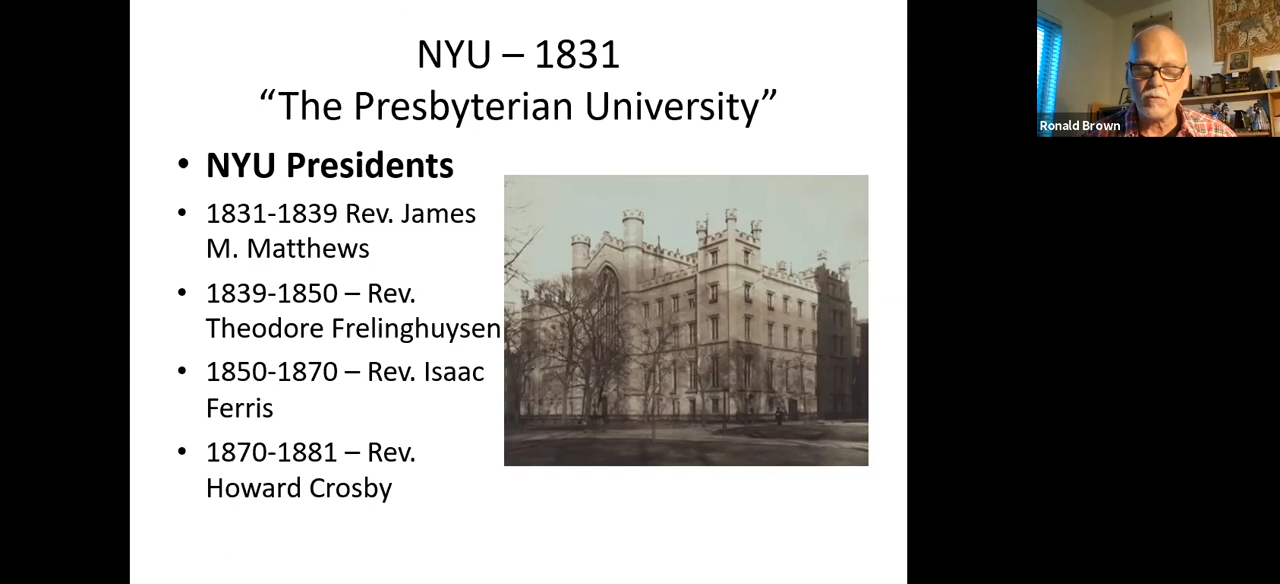 NYU – 1831
“The Presbyterian University”
• NYU Presidents
• 1831-1839 Rev. James
M. Matthews
• 1839-1850 – Rev.
Theodore Frelinghuysen
• 1850-1870 – Rev. Isaac
Ferris
• 1870-1881 – Rev.
Howard Crosby
Ronald Brown